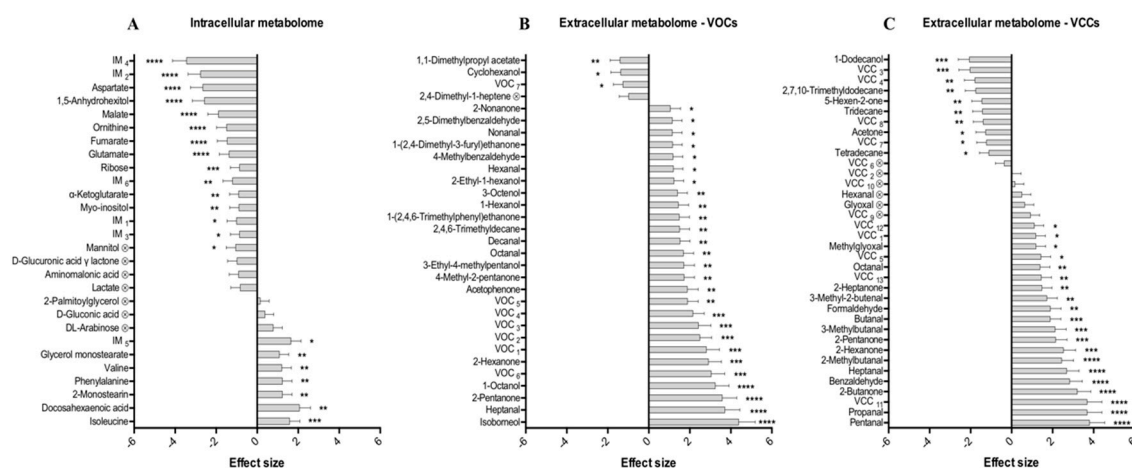 A Intracellular metabolome
IM 4 ****
IM 2 ****
Aspartate ****
1,5-Anhydrohexitol ****
Malate ****
Ornithine ****
Fumarate ****
Glutamate ****
Ribose ***
IM 6 **
α-Ketoglutarate **
Myo-inositol **
IM 1 *
IM 3 *
Mannitol ⊗ *
D-Glucuronic acid γ lactone ⊗
Aminomalonic acid ⊗
Lactate ⊗
2-Palmitoylglycerol ⊗
D-Gluconic acid ⊗
DL-Arabinose ⊗
IM 5 *
Glycerol monostearate **
Valine **
Phenylalanine **
2-Monostearin **
Docosahexaenoic acid **
Isoleucine ***
-6 -4 -2 0 2 4 6
Effect size
B Extracellular metabolome - VOCs
1,1-Dimethylpropyl acetate **
Cyclohexanol *
VOC 7 *
2,4-Dimethyl-1-heptene ⊗
2-Nonanone *
2,5-Dimethylbenzaldehyde *
Nonanal *
1-(2,4-Dimethyl-3-furyl)ethanone *
4-Methylbenzaldehyde *
Hexanal *
2-Ethyl-1-hexanol *
3-Octenol **
1-Hexanol **
1-(2,4,6-Trimethylphenyl)ethanone **
2,4,6-Trimethyldecane **
Decanal **
Octanal **
3-Ethyl-4-methylpentanol **
4-Methyl-2-pentanone **
Acetophenone **
VOC 5 **
VOC 4 ***
VOC 3 ***
VOC 2 ***
VOC 1 ***
2-Hexanone ***
VOC 6 ***
1-Octanol ****
2-Pentanone ****
Heptanal ****
Isoborneol ****
-6 -4 -2 0 2 4 6
Effect size
C Extracellular metabolome - VCCs
1-Dodecanol ***
VCC 3 ***
VCC 4 **
2,7,10-Trimethyldodecane **
5-Hexen-2-one **
Tridecane **
VCC 8 **
Acetone *
VCC 7 *
Tetradecane *
VCC 6 ⊗
VCC 2 ⊗
VCC 10 ⊗
Hexanal ⊗
Glyoxal ⊗
VCC 9 ⊗
VCC 12 *
VCC 1 *
Methylglyoxal *
VCC 5 *
Octanal **
VCC 13 **
2-Heptanone **
3-Methyl-2-butenal **
Formaldehyde **
Butanal ***
3-Methylbutanal ***
2-Pentanone ***
2-Hexanone ***
2-Methylbutanal ****
Heptanal ****
Benzaldehyde ****
2-Butanone ****
VCC 11 ****
Propanal ****
Pentanal ****
-6 -4 -2 0 2 4 6
Effect size